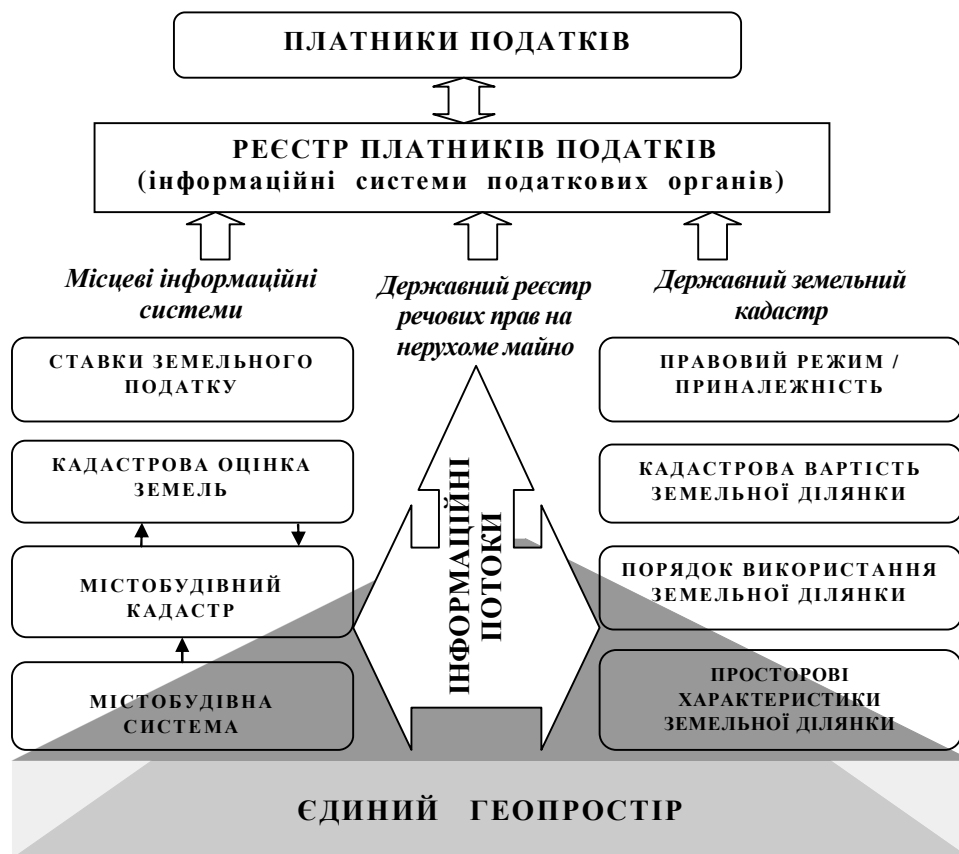 ПЛАТНИКИ ПОДАТКІВ
РЕЄСТР ПЛАТНИКІВ ПОДАТКІВ
(інформаційні системи податкових органів)
Місцеві інформаційні
системи
СТАВКИ ЗЕМЕЛЬНОГО
ПОДАТКУ
КАДАСТРОВА ОЦІНКА
ЗЕМЕЛЬ
МІСТОБУДІВНИЙ
КАДАСТР
МІСТОБУДІВНА
СИСТЕМА
Державний реєстр
речових прав на
нерухоме майно
ІНФОРМАЦІЙНІ
ПОТОКИ
Державний земельний
кадастр
ПРАВОВИЙ РЕЖИМ /
ПРИНАЛЕЖНІСТЬ
КАДАСТРОВА ВАРТІСТЬ
ЗЕМЕЛЬНОЇ ДІЛЯНКИ
ПОРЯДОК ВИКОРИСТАННЯ
ЗЕМЕЛЬНОЇ ДІЛЯНКИ
ПРОСТОРОВІ
ХАРАКТЕРИСТИКИ
ЗЕМЕЛЬНОЇ ДІЛЯНКИ
ЄДИНИЙ ГЕОПРОСТІР